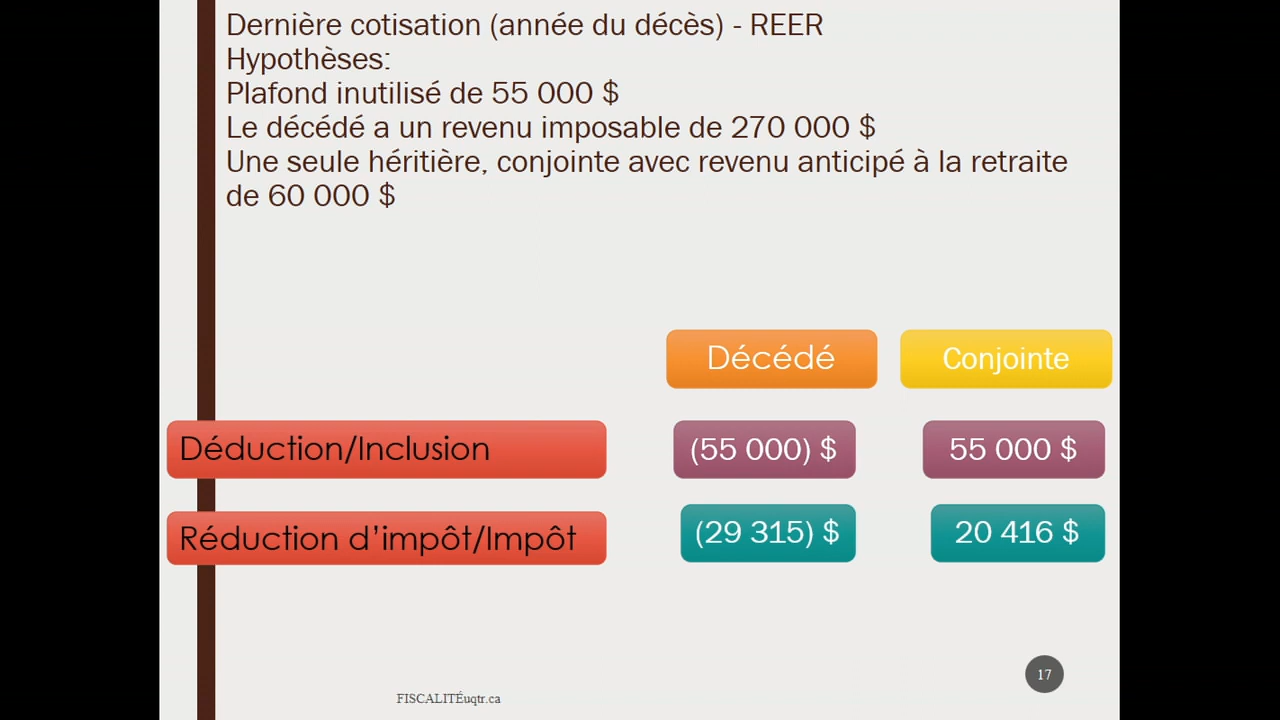 Dernière cotisation (année du décès) - REER
Hypothèses:
Plafond inutilisé de 55 000 $
Le décédé a un revenu imposable de 270 000 $
Une seule héritière, conjointe avec revenu anticipé à la retraite
de 60 000 $
Décédé Conjointe
Déduction/Inclusion (55 000) $ 55 000 $
Réduction d’impôt/Impôt (29 315) $ 20 416 $
17
FISCALITÉuqtr.ca